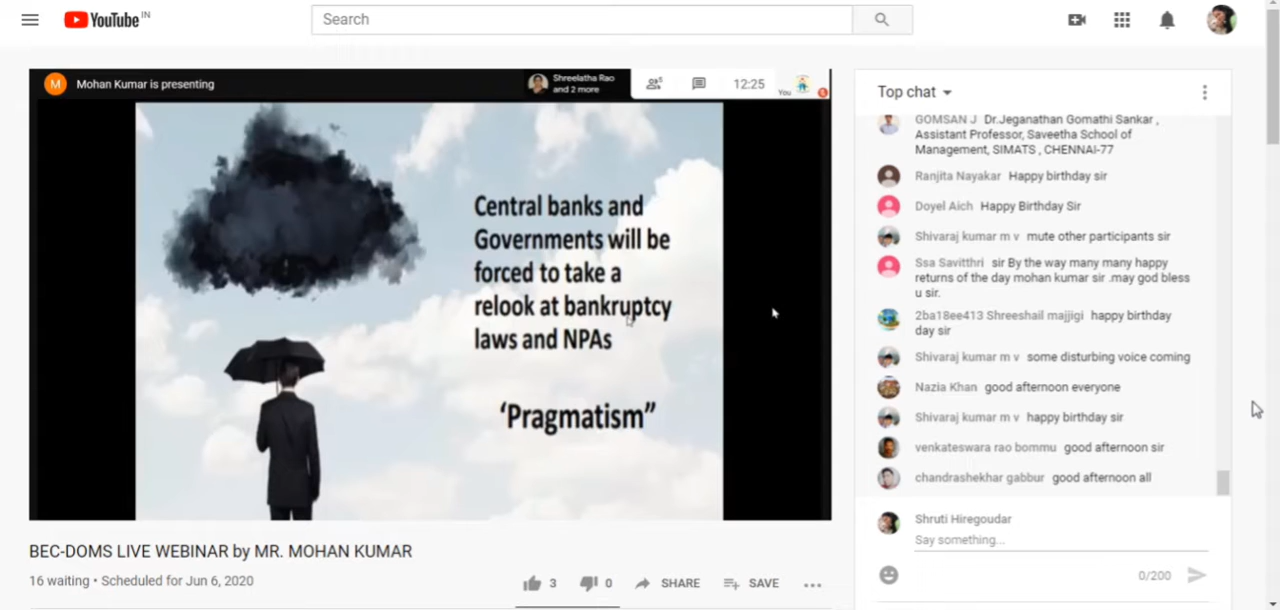 YouTube IN
Search
M Mohan Kumar is presenting
Shreelatha Rao
and 2 more
5
12:25
You
Central banks and
Governments will be
forced to take a
relook at bankruptcy
laws and NPAs
‘Pragmatism”
BEC-DOMS LIVE WEBINAR by MR. MOHAN KUMAR
16 waiting • Scheduled for Jun 6, 2020
3
0
SHARE
SAVE
Top chat
GOMSAN J Dr.Jeganathan Gomathi Sankar ,
Assistant Professor, Saveetha School of
Management, SIMATS , CHENNAI-77
Ranjita Nayakar Happy birthday sir
Doyel Aich Happy Birthday Sir
Shivaraj kumar m v mute other participants sir
Ssa Savitthri sir By the way many many happy
returns of the day mohan kumar sir .may god bless
u sir.
2ba18ee413 Shreeshail majjigi happy birthday
day sir
Shivaraj kumar m v some disturbing voice coming
Nazia Khan good afternoon everyone
Shivaraj kumar m v happy birthday sir
venkateswara rao bommu good afternoon sir
chandrashekhar gabbur good afternoon all
Shruti Hiregoudar
Say something...
0/200